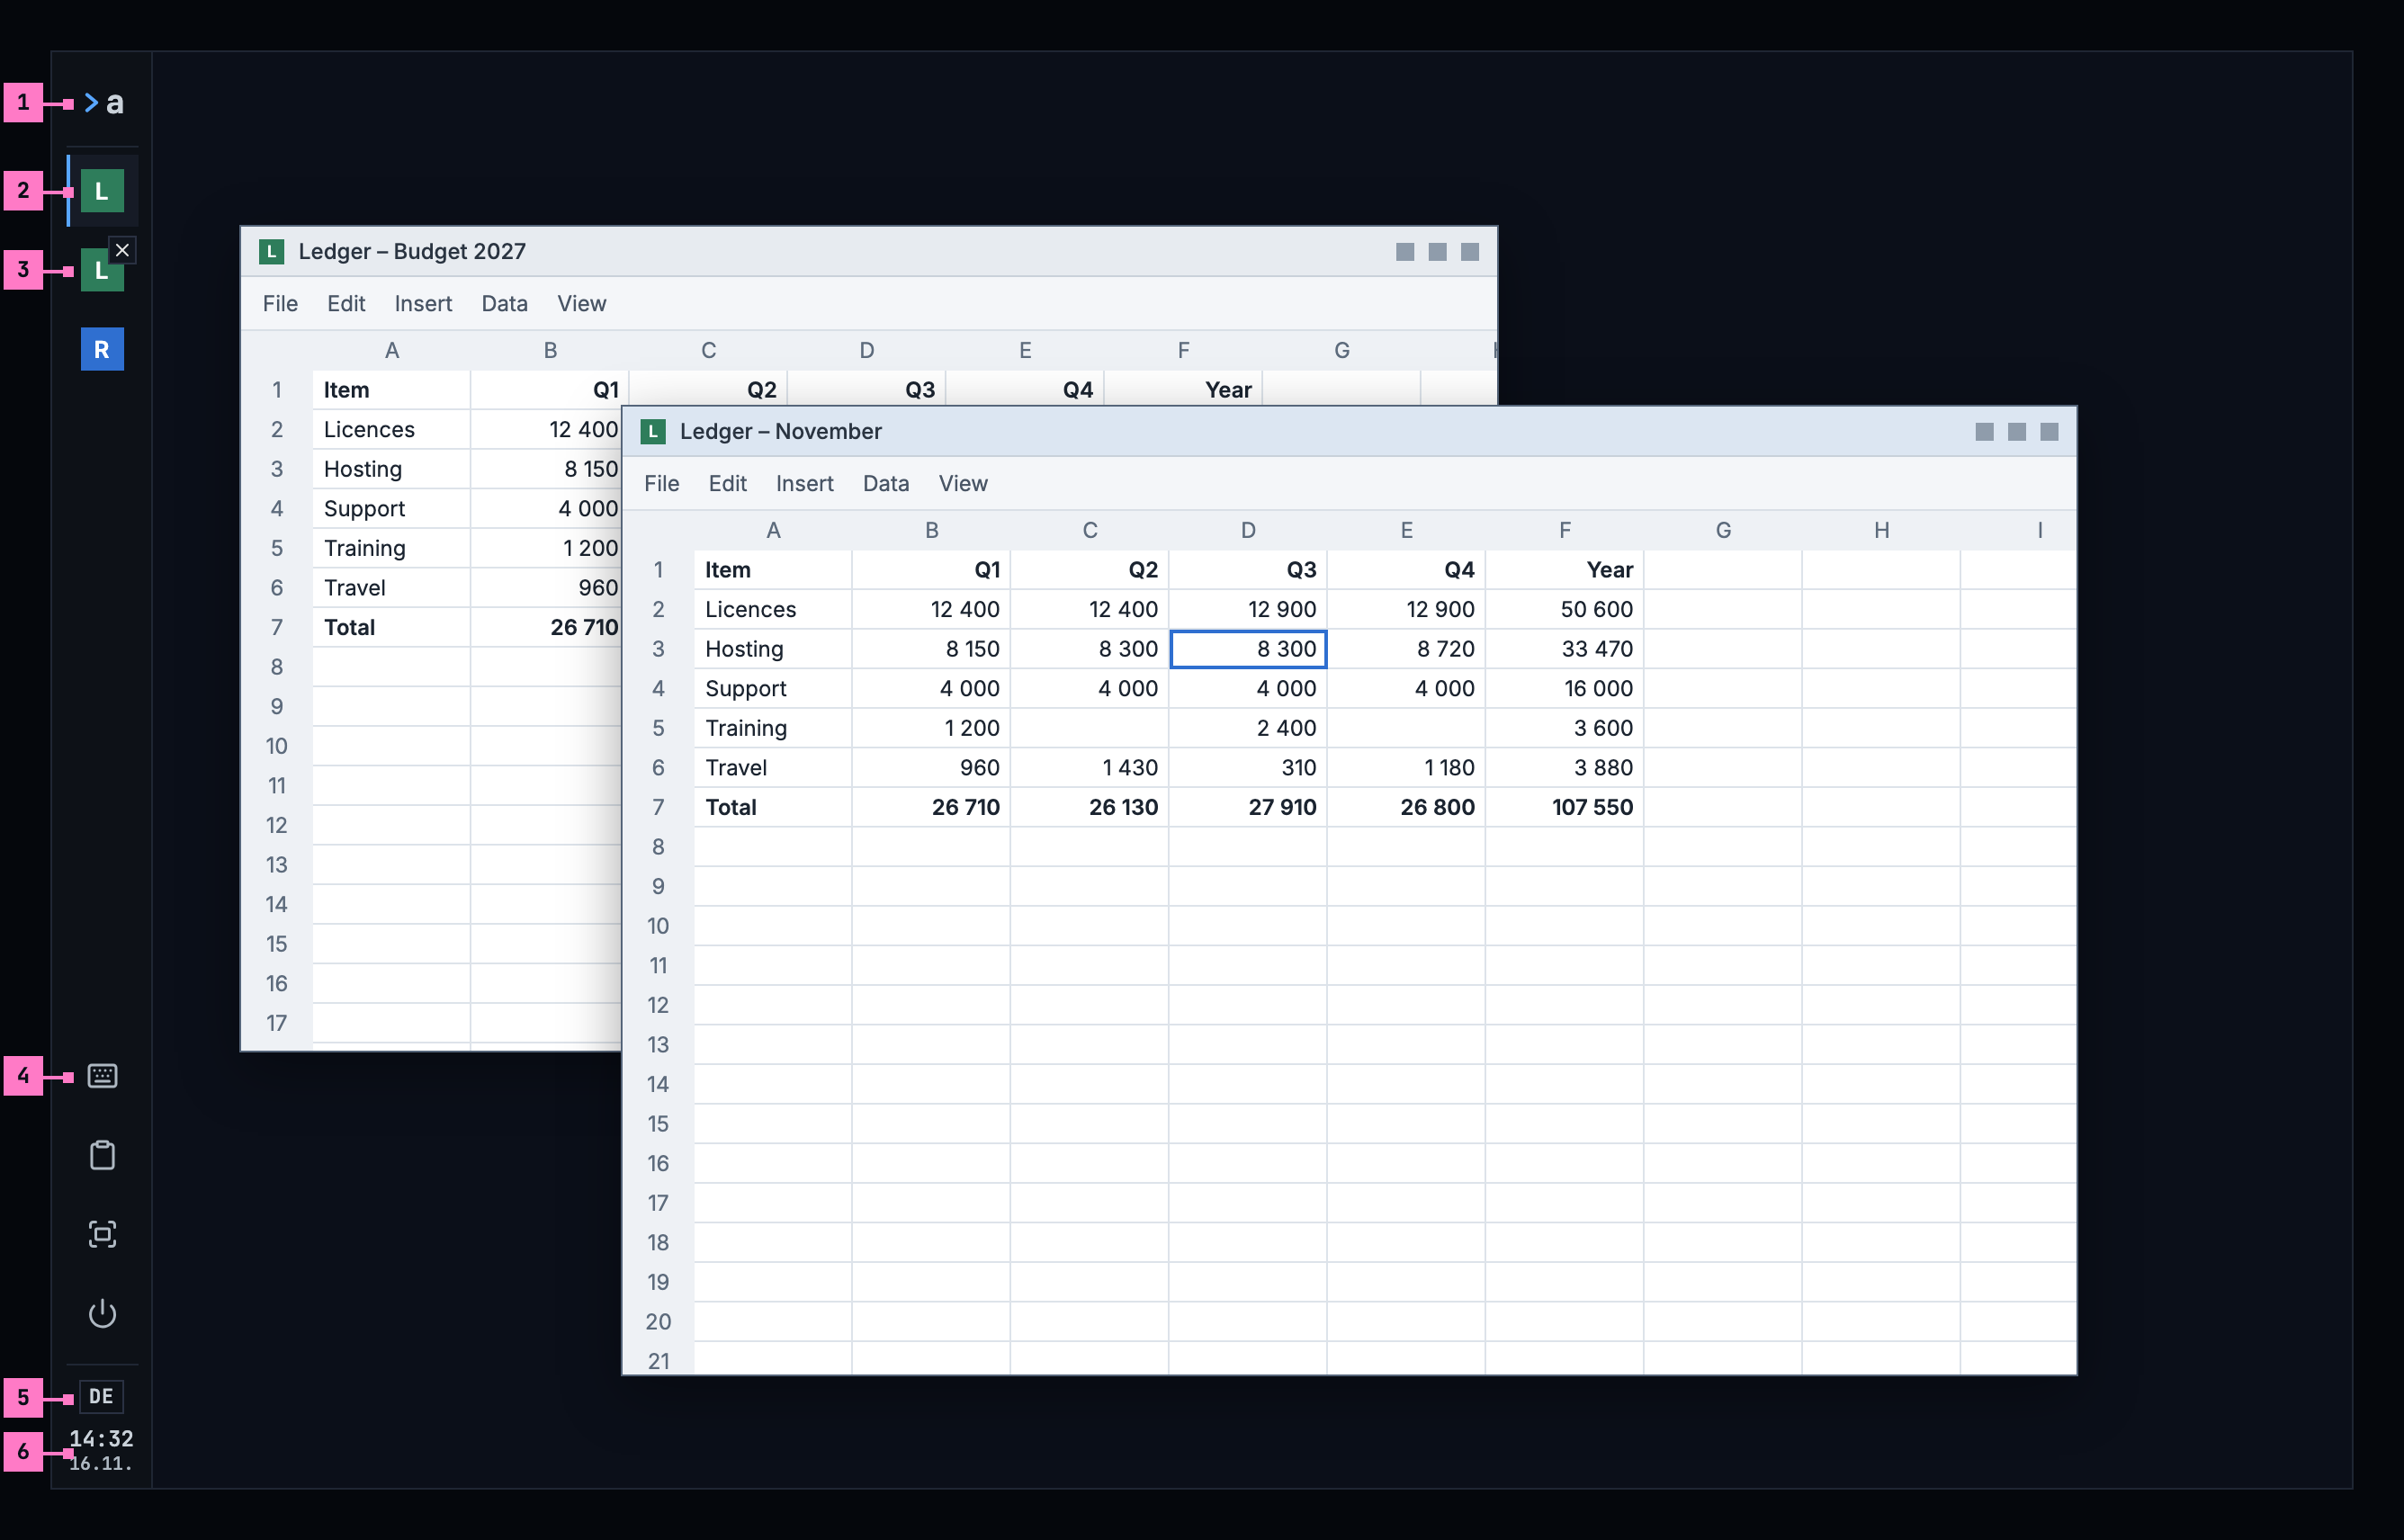 1
a
2
L
3
L
R
4
5
DE
6
14:32
16.11.
L Ledger – Budget 2027
File Edit Insert Data View
A B C D E F G
1 Item Q1 Q2 Q3 Q4 Year
2 Licences 12 400
3 Hosting 8 150
4 Support 4 000
5 Training 1 200
6 Travel 960
7 Total 26 710
8
9
10
11
12
13
14
15
16
17
L Ledger – November
File Edit Insert Data View
A B C D E F G H I
1 Item Q1 Q2 Q3 Q4 Year
2 Licences 12 400 12 400 12 900 12 900 50 600
3 Hosting 8 150 8 300 8 300 8 720 33 470
4 Support 4 000 4 000 4 000 4 000 16 000
5 Training 1 200 2 400 3 600
6 Travel 960 1 430 310 1 180 3 880
7 Total 26 710 26 130 27 910 26 800 107 550
8
9
10
11
12
13
14
15
16
17
18
19
20
21